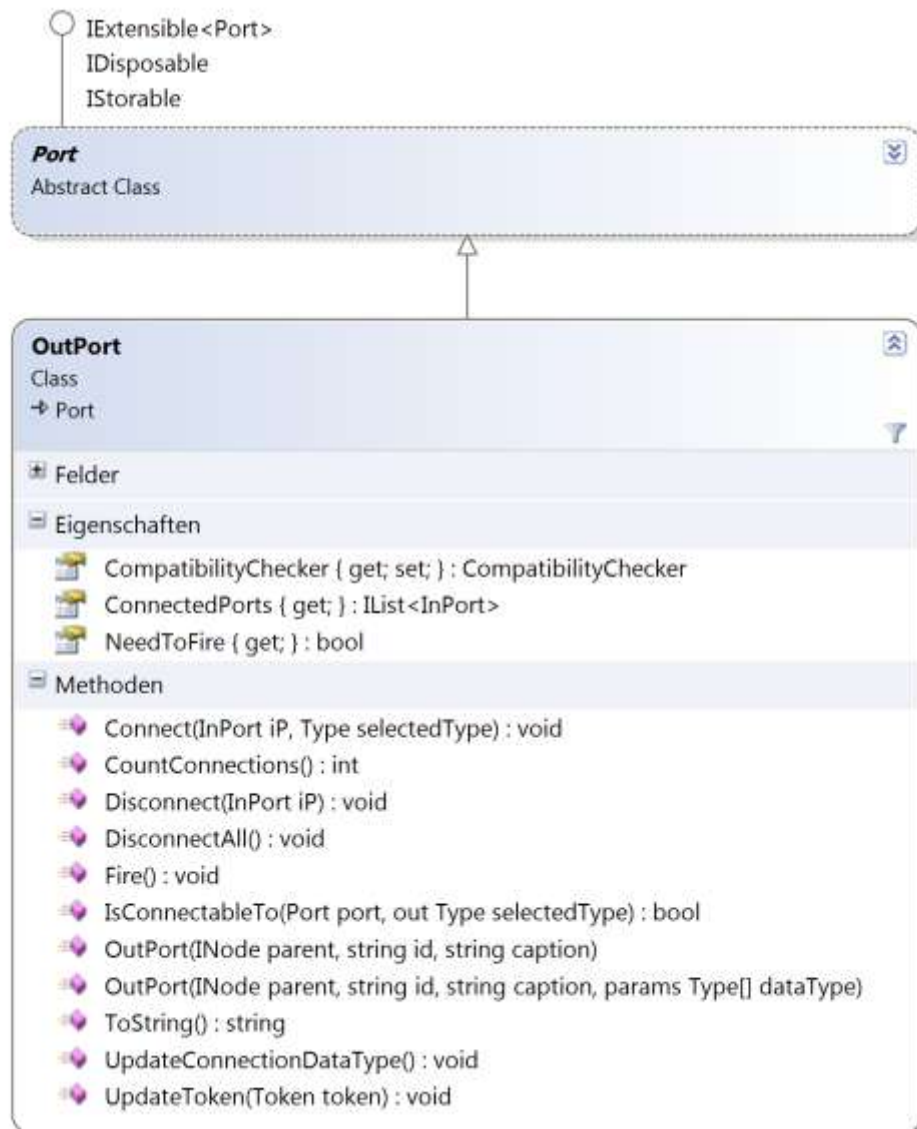 IExtensible<Port>
IDisposable
IStorable
Port
Abstract Class
OutPort
Class
Port
Felder
Eigenschaften
CompatibilityChecker { get; set; } : CompatibilityChecker
ConnectedPorts { get; } : IList<InPort>
NeedToFire { get; } : bool
Methoden
Connect(InPort iP, Type selectedType) : void
CountConnections() : int
Disconnect(InPort iP) : void
DisconnectAll() : void
Fire() : void
IsConnectableTo(Port port, out Type selectedType) : bool
OutPort(INode parent, string id, string caption)
OutPort(INode parent, string id, string caption, params Type[] dataType)
ToString() : string
UpdateConnectionDataType() : void
UpdateToken(Token token) : void